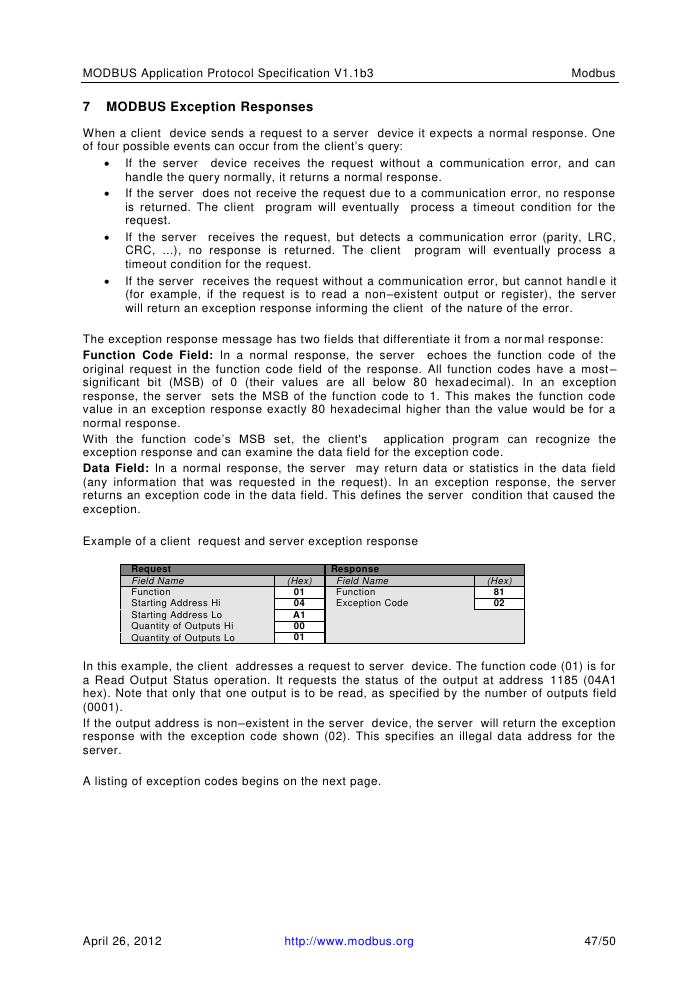 MODBUS Application Protocol Specification V1.1b3 Modbus
7 MODBUS Exception Responses
When a client device sends a request to a server device it expects a normal response. One
of four possible events can occur from the client's query:
• If the server device receives the request without a communication error, and can
handle the query normally, it returns a normal response.
• If the server does not receive the request due to a communication error, no response
is returned. The client program will eventually process a timeout condition for the
request.
• If the server receives the request, but detects a communication error (parity, LRC,
CRC, ...), no response is returned. The client program will eventually process a
timeout condition for the request.
• If the server receives the request without a communication error, but cannot handle it
(for example, if the request is to read a non–existent output or register), the server
will return an exception response informing the client of the nature of the error.
The exception response message has two fields that differentiate it from a normal response:
Function Code Field: In a normal response, the server echoes the function code of the
original request in the function code field of the response. All function codes have a most–
significant bit (MSB) of 0 (their values are all below 80 hexadecimal). In an exception
response, the server sets the MSB of the function code to 1. This makes the function code
value in an exception response exactly 80 hexadecimal higher than the value would be for a
normal response.
With the function code's MSB set, the client's application program can recognize the
exception response and can examine the data field for the exception code.
Data Field: In a normal response, the server may return data or statistics in the data field
(any information that was requested in the request). In an exception response, the server
returns an exception code in the data field. This defines the server condition that caused the
exception.
Example of a client request and server exception response
Request Response
Field Name (Hex) Field Name (Hex)
Function 01 Function 81
Starting Address Hi 04 Exception Code 02
Starting Address Lo A1
Quantity of Outputs Hi 00
Quantity of Outputs Lo 01
In this example, the client addresses a request to server device. The function code (01) is for
a Read Output Status operation. It requests the status of the output at address 1185 (04A1
hex). Note that only that one output is to be read, as specified by the number of outputs field
(0001).
If the output address is non–existent in the server device, the server will return the exception
response with the exception code shown (02). This specifies an illegal data address for the
server.
A listing of exception codes begins on the next page.
April 26, 2012 http://www.modbus.org 47/50